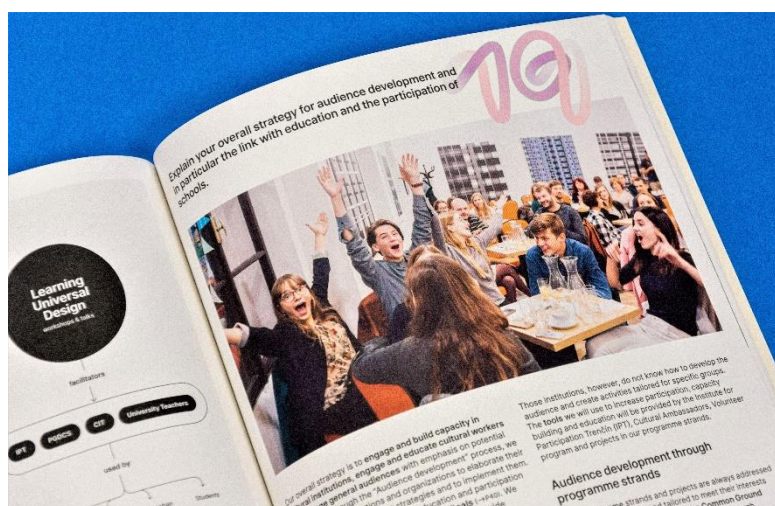 Learning
Universal
Design
workshops & talks
facilitators
IPT
PGDCS
CIT
University Teachers
used by
Students
10
Explain your overall strategy for audience development and
in particular the link with education and the participation of
schools.
Our overall strategy is to engage and build capacity in
institutions, engage and educate cultural workers
general audiences with emphasis on potential
the "Audience development" process, we
and organizations to elaborate their
strategies and to implement them.
education and participation
(→P40). We
Those institutions, however, do not know how to develop the
audience and create activities tailored for specific groups.
The tools we will use to increase participation, capacity
building and education will be provided by the Institute for
Participation Trenčín (IPT), Cultural Ambassadors, Volunteer
program and projects in our programme strands.
Audience development through
programme strands
strands and projects are always addressed
tailored to meet their interests
Common Ground